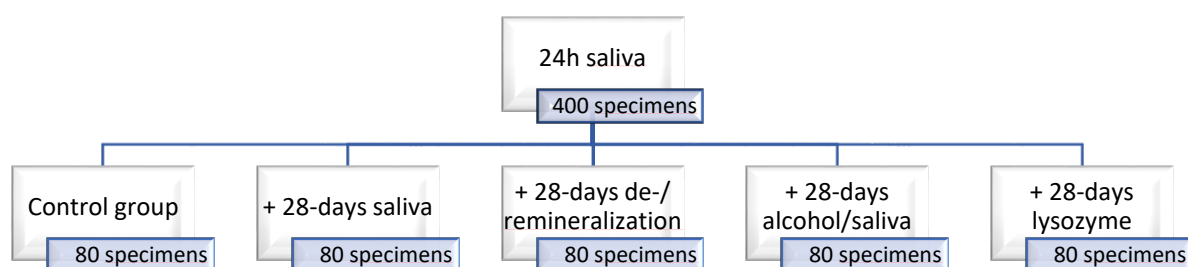 24h saliva
400 specimens
Control group
80 specimens
+ 28-days saliva
80 specimens
+ 28-days de-/
remineralization
80 specimens
+ 28-days
alcohol/saliva
80 specimens
+ 28-days
lysozyme
80 specimens